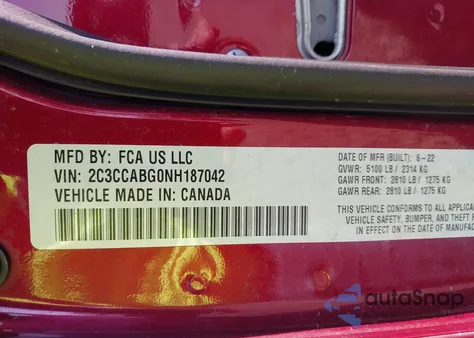 MFD BY: FCA US LLC
VIN: 2C3CCABG0NH187042
VEHICLE MADE IN: CANADA
DATE OF MFR (BUILT): 6-22
GVWR: 5100 LB / 2314 KG
GAWR FRONT: 2810 LB / 1275 KG
GAWR REAR: 2810 LB / 1275 KG
THIS VEHICLE CONFORMS TO ALL APPLICABLE
VEHICLE SAFETY, BUMPER, AND THEFT P
IN EFFECT ON THE DATE OF MANUFAC
autoSnap